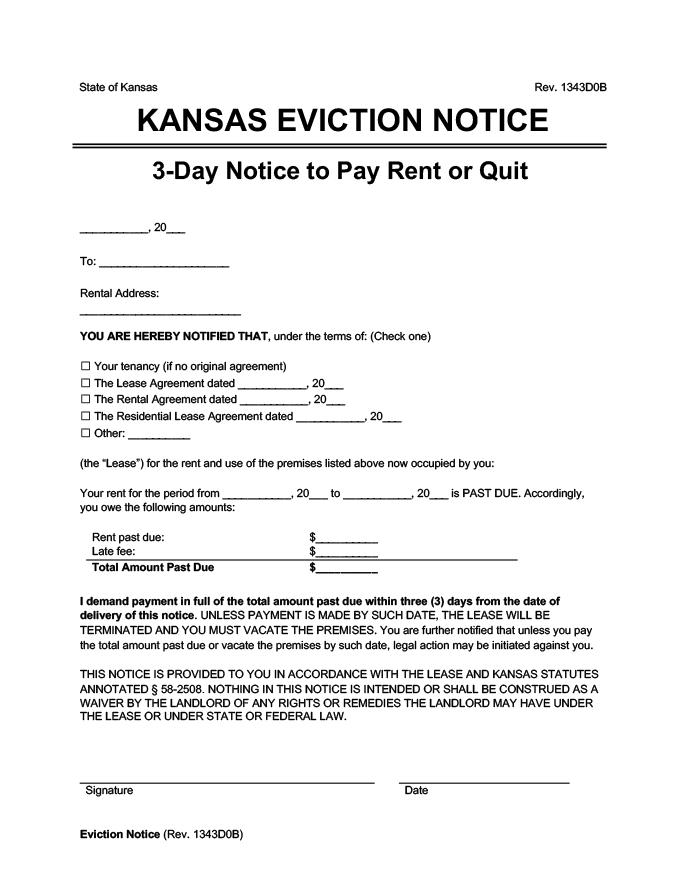 State of Kansas Rev. 1343D0B
KANSAS EVICTION NOTICE
3-Day Notice to Pay Rent or Quit
___________, 20___
To: _____________________
Rental Address:
__________________________
YOU ARE HEREBY NOTIFIED THAT, under the terms of: (Check one)
☐ Your tenancy (if no original agreement)
☐ The Lease Agreement dated ___________, 20___
☐ The Rental Agreement dated ___________, 20___
☐ The Residential Lease Agreement dated ___________, 20___
☐ Other: __________
(the “Lease”) for the rent and use of the premises listed above now occupied by you:
Your rent for the period from ___________, 20___ to ___________, 20___ is PAST DUE. Accordingly,
you owe the following amounts:
Rent past due: $__________
Late fee: $__________
Total Amount Past Due $__________
I demand payment in full of the total amount past due within three (3) days from the date of
delivery of this notice. UNLESS PAYMENT IS MADE BY SUCH DATE, THE LEASE WILL BE
TERMINATED AND YOU MUST VACATE THE PREMISES. You are further notified that unless you pay
the total amount past due or vacate the premises by such date, legal action may be initiated against you.
THIS NOTICE IS PROVIDED TO YOU IN ACCORDANCE WITH THE LEASE AND KANSAS STATUTES
ANNOTATED § 58-2508. NOTHING IN THIS NOTICE IS INTENDED OR SHALL BE CONSTRUED AS A
WAIVER BY THE LANDLORD OF ANY RIGHTS OR REMEDIES THE LANDLORD MAY HAVE UNDER
THE LEASE OR UNDER STATE OR FEDERAL LAW.
Signature Date
Eviction Notice (Rev. 1343D0B)